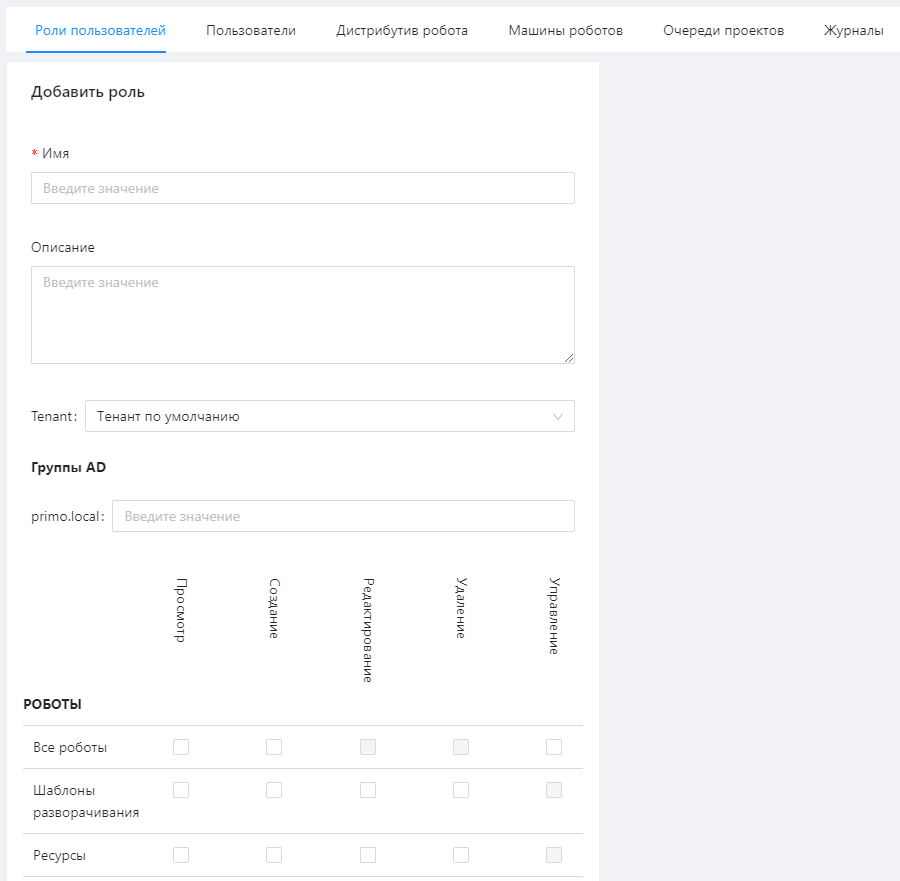 Роли пользователей Пользователи Дистрибутив робота Машины роботов Очереди проектов Журналы
Добавить роль
* Имя
Введите значение
Описание
Введите значение
Tenant: Тенант по умолчанию
Группы AD
primo.local: Введите значение
Просмотр Создание Редактирование Удаление Управление
РОБОТЫ
Все роботы
Шаблоны
разворачивания
Ресурсы